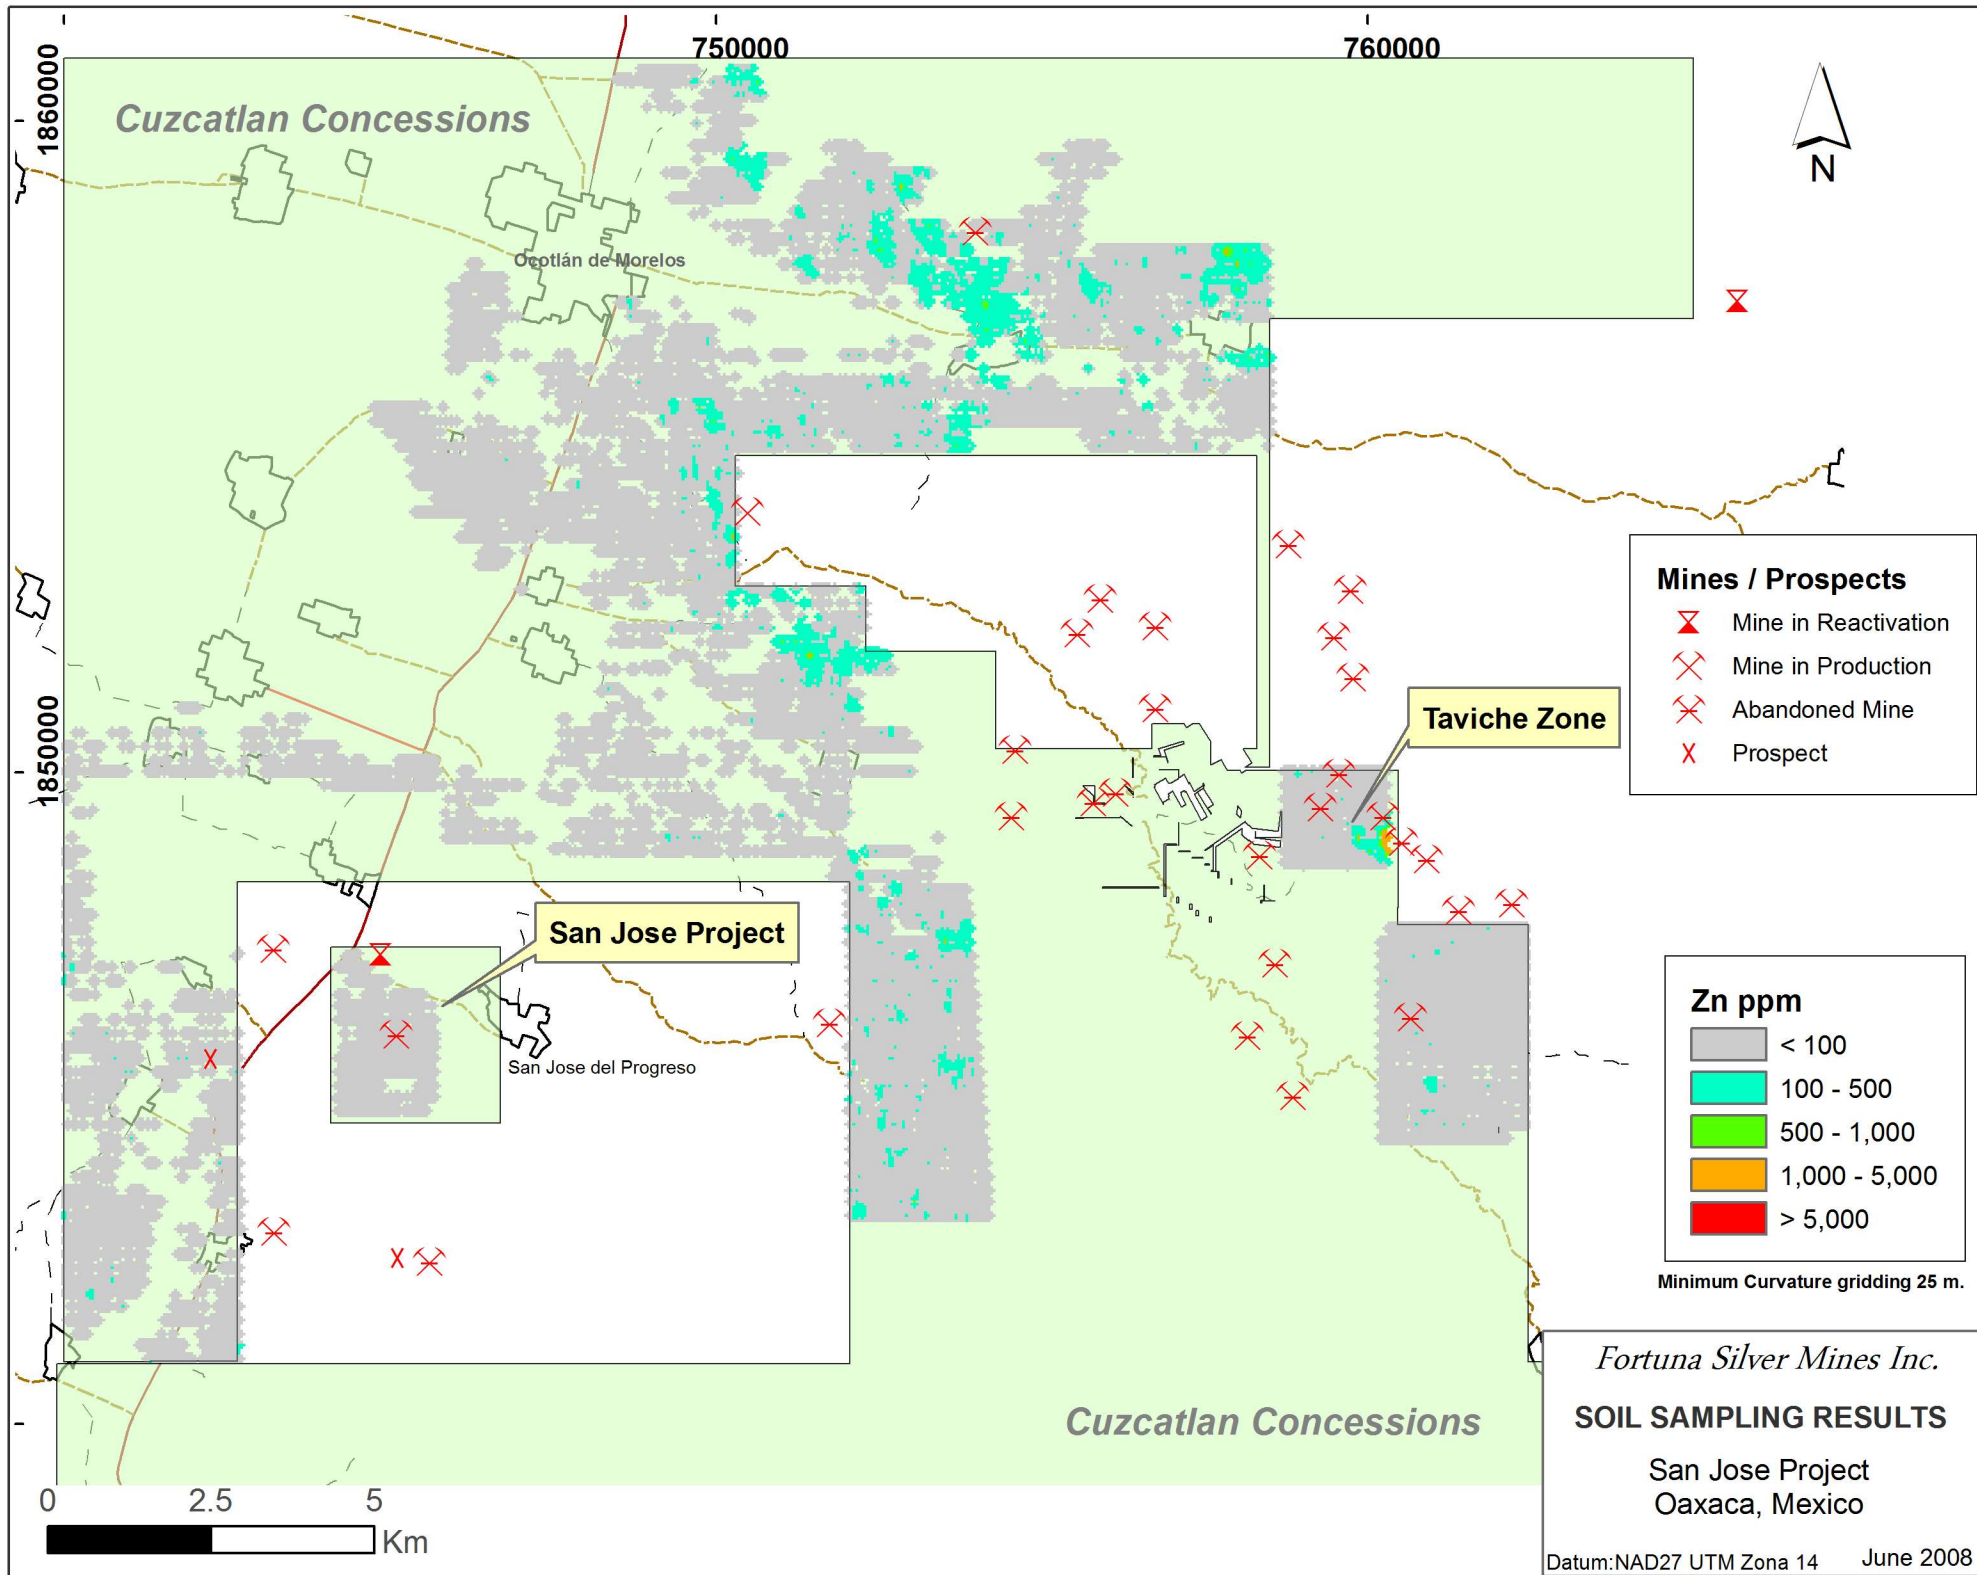 750000
760000
1860000
Cuzcatlan Concessions
N
Ocotlán de Morelos
Mines / Prospects
Mine in Reactivation
Mine in Production
Abandoned Mine
Prospect
Taviche Zone
1850000
San Jose Project
San Jose del Progreso
Zn ppm
< 100
100 - 500
500 - 1,000
1,000 - 5,000
> 5,000
Minimum Curvature gridding 25 m.
Cuzcatlan Concessions
Fortuna Silver Mines Inc.
SOIL SAMPLING RESULTS
San Jose Project
Oaxaca, Mexico
Datum:NAD27 UTM Zona 14
June 2008
0 2.5 5
Km